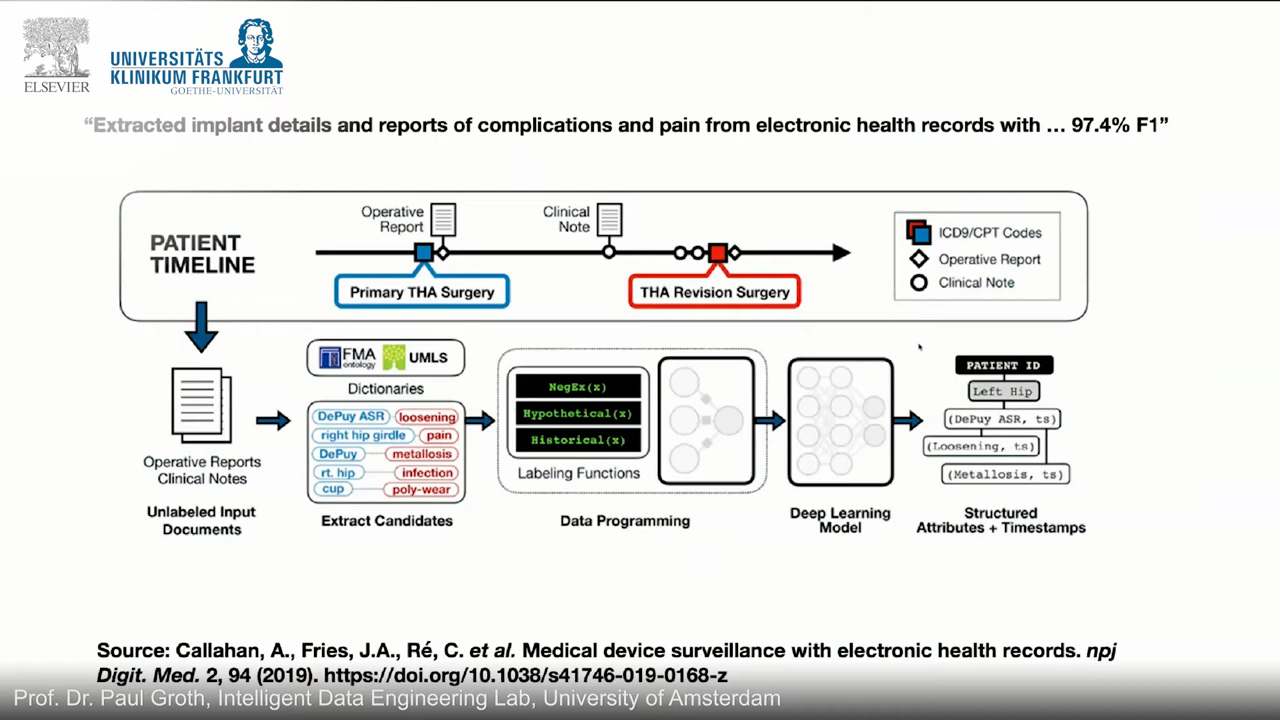 ELSEVIER
UNIVERSITÄTS
KLINIKUM FRANKFURT
GOETHE-UNIVERSITÄT
“Extracted implant details and reports of complications and pain from electronic health records with … 97.4% F1”
PATIENT
TIMELINE
Operative
Report
Clinical
Note
Primary THA Surgery
THA Revision Surgery
ICD9/CPT Codes
Operative Report
Clinical Note
Operative Reports
Clinical Notes
Unlabeled Input
Documents
FMA
ontology
UMLS
Dictionaries
DePuy ASR loosening
right hip girdle pain
DePuy metallosis
rt. hip infection
cup poly-wear
Extract Candidates
NegEx(x)
Hypothetical(x)
Historical(x)
Labeling Functions
Data Programming
Deep Learning
Model
PATIENT ID
Left Hip
(DePuy ASR, ts)
(Loosening, ts)
(Metallosis, ts)
Structured
Attributes + Timestamps
Source: Callahan, A., Fries, J.A., Ré, C. et al. Medical device surveillance with electronic health records. npj
Digit. Med. 2, 94 (2019). https://doi.org/10.1038/s41746-019-0168-z
Prof. Dr. Paul Groth, Intelligent Data Engineering Lab, University of Amsterdam